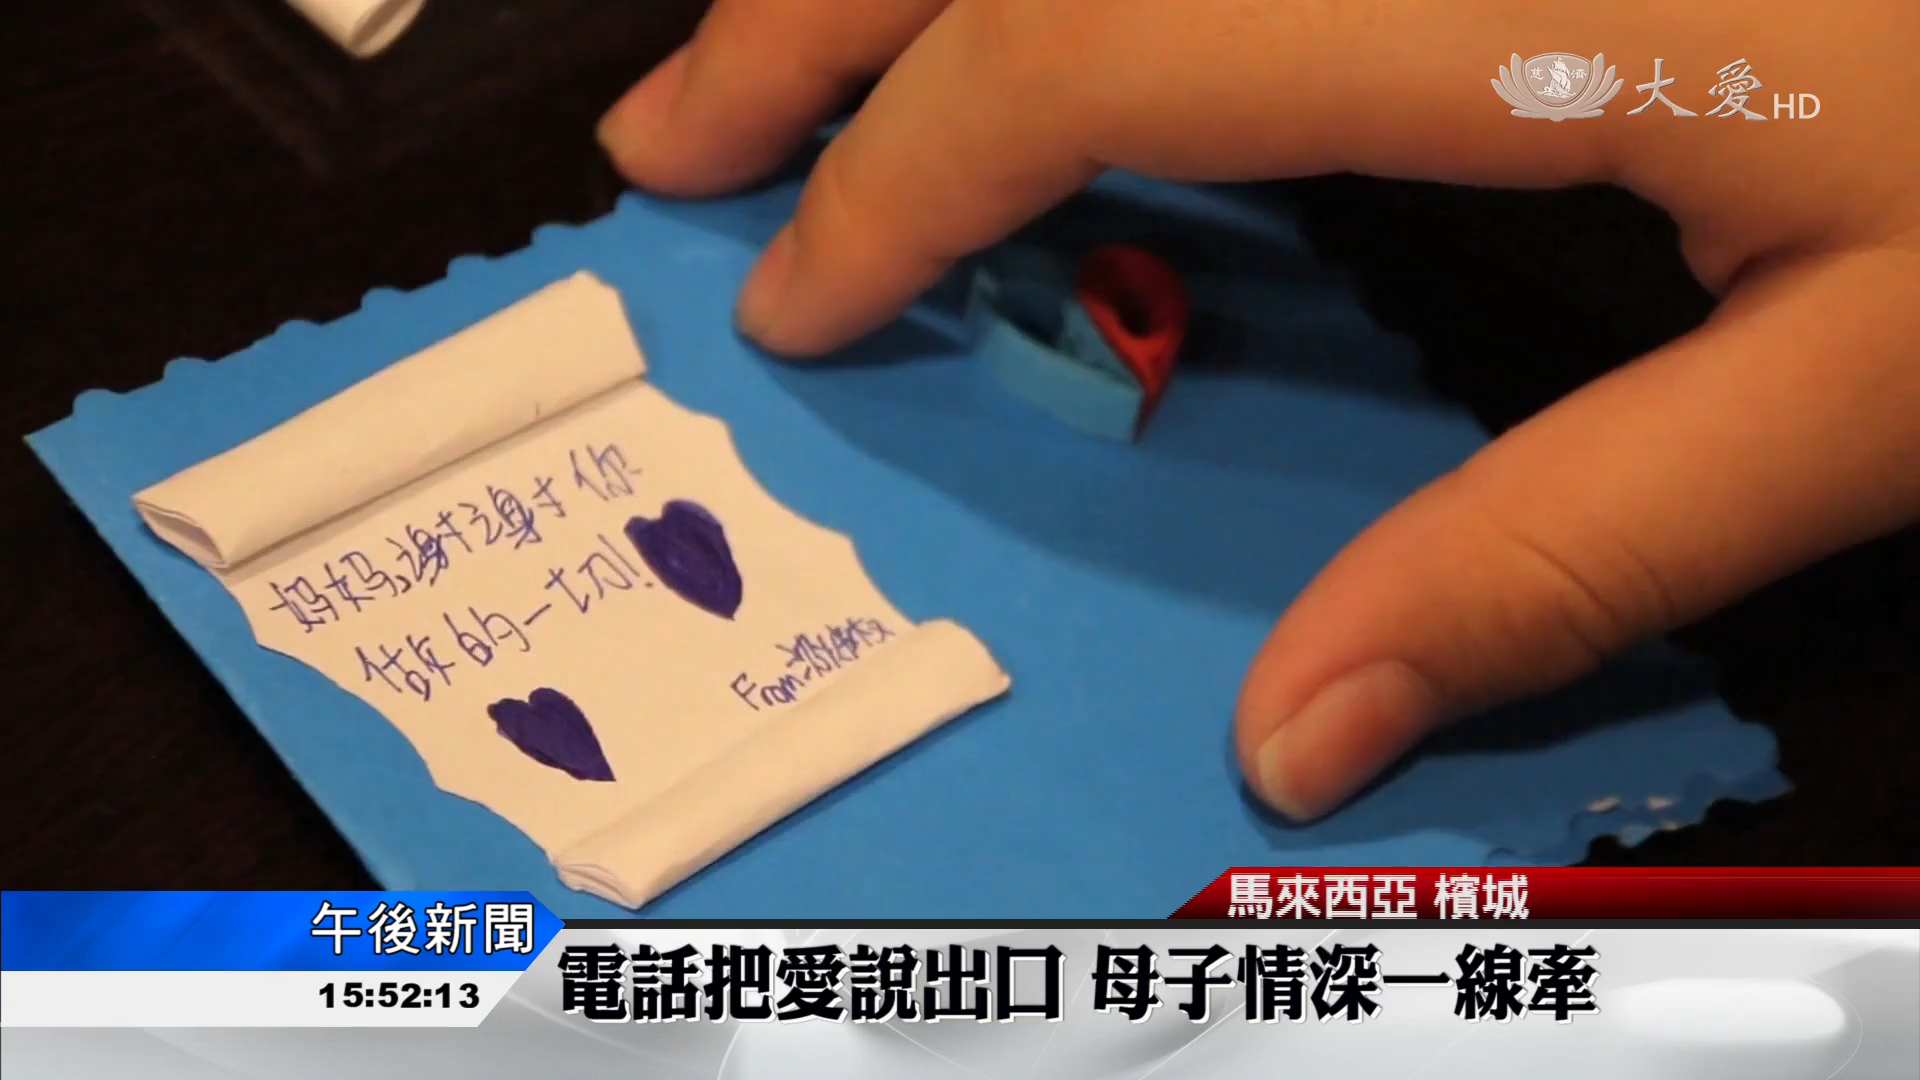 慈濟
大愛HD
妈妈,谢谢你
做的一切!
From:
馬來西亞 檳城
午後新聞
15:52:13
電話把愛說出口 母子情深一線牽